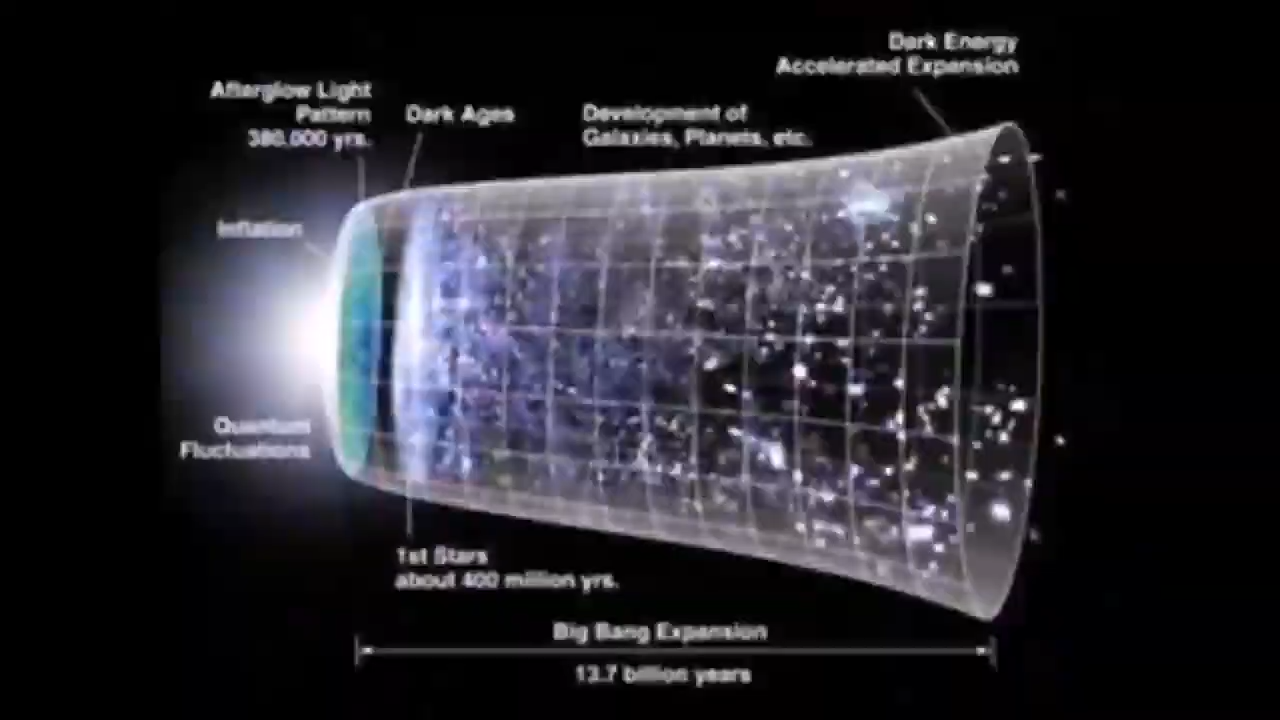 Dark Energy
Accelerated Expansion
Afterglow Light
Pattern
380,000 yrs.
Dark Ages
Development of
Galaxies, Planets, etc.
Inflation
Quantum
Fluctuations
1st Stars
about 400 million yrs.
Big Bang Expansion
13.7 billion years